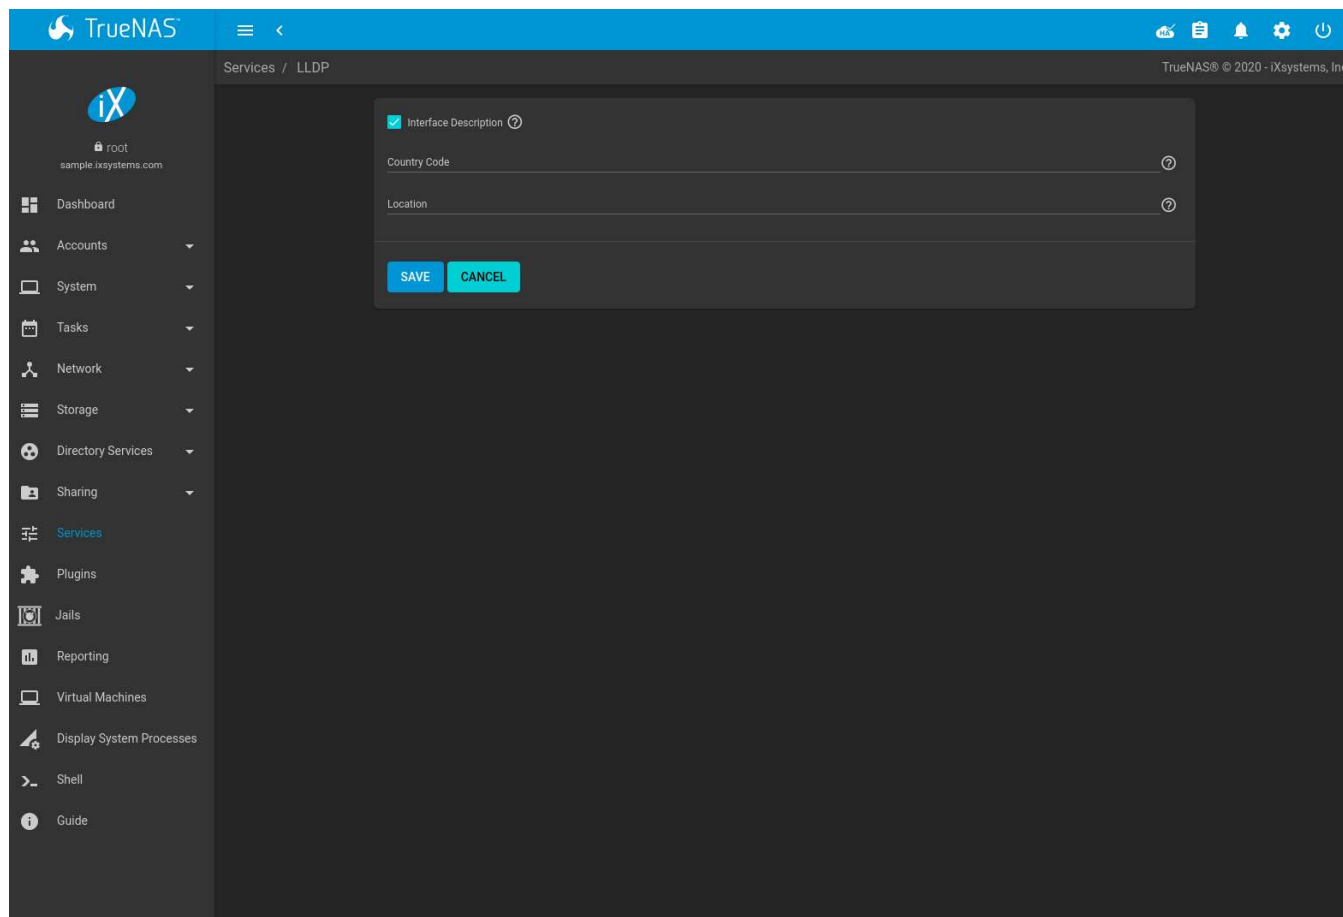 TrueNAS™
HA
Services / LLDP
TrueNAS® © 2020 - iXsystems, Inc
iX
root
sample.ixsystems.com
Dashboard
Accounts
System
Tasks
Network
Storage
Directory Services
Sharing
Services
Plugins
Jails
Reporting
Virtual Machines
Display System Processes
Shell
Guide
Interface Description
Country Code
Location
SAVE CANCEL